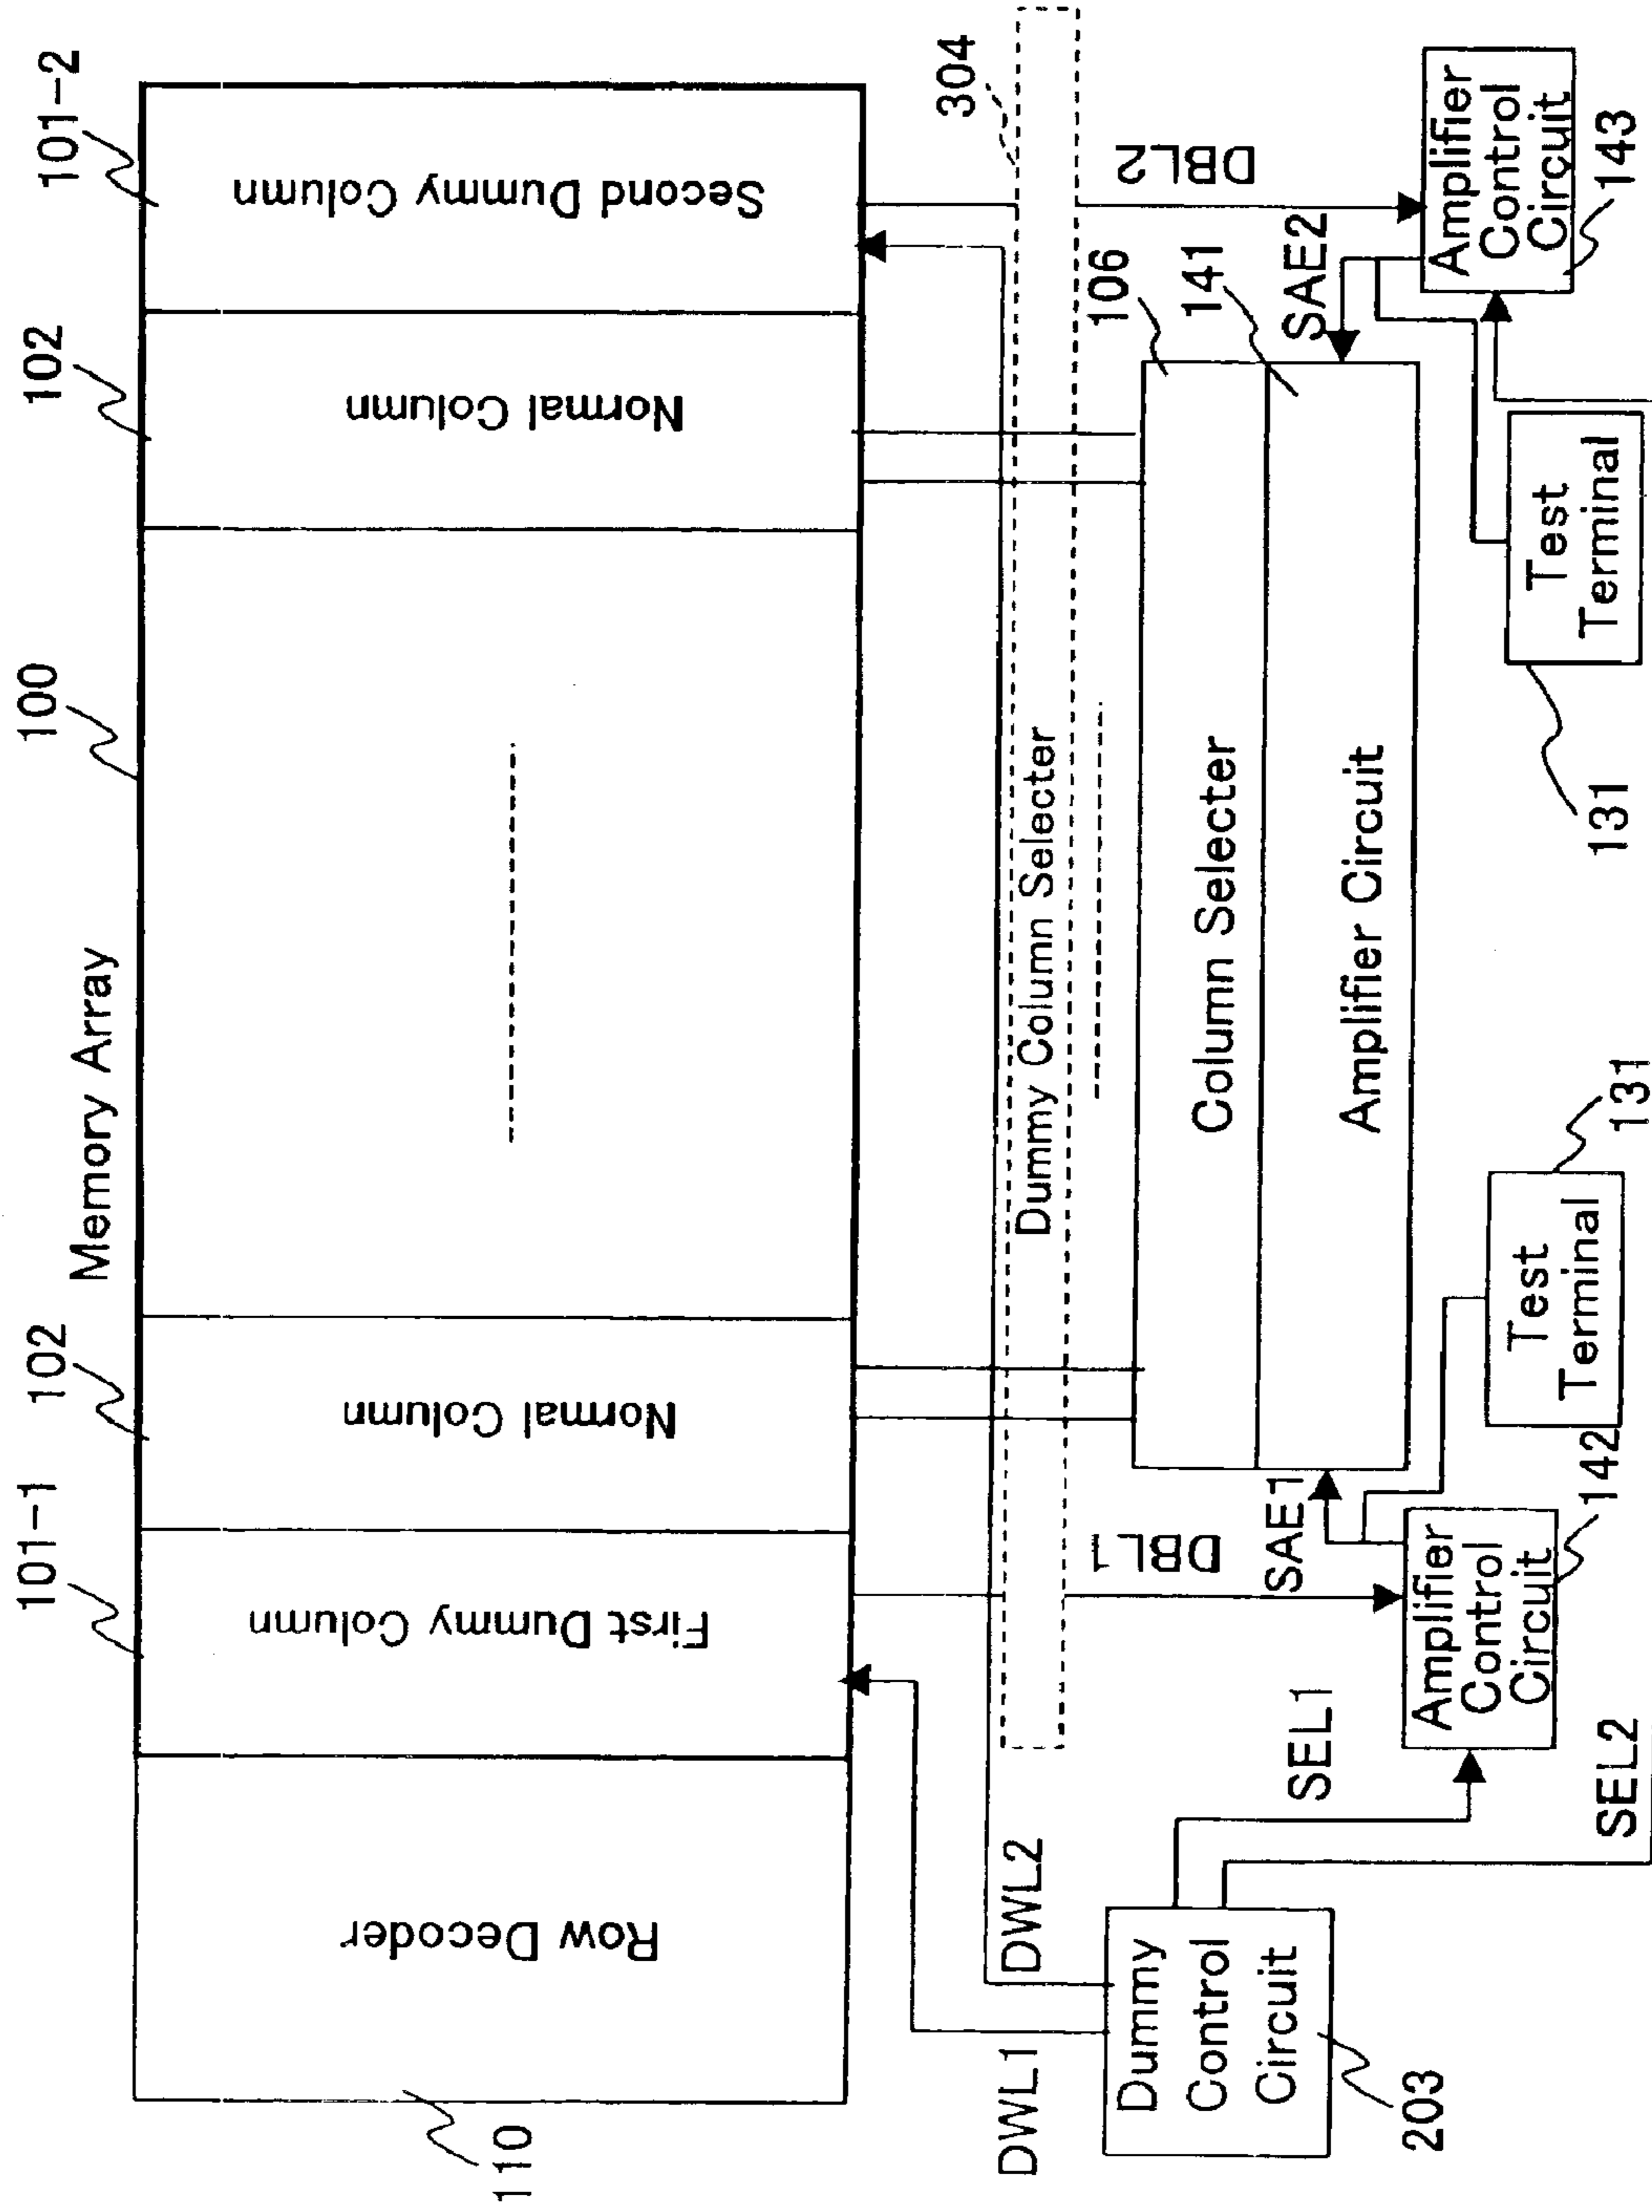 Memory Array
100
110
101-1
102
102
101-2
Row Decoder
First Dummy Column
Normal Column
Normal Column
Second Dummy Column
DWL1
DWL2
Dummy Column Selecter
304
DBL1
DBL2
106
141
Column Selecter
Amplifier Circuit
SAE1
SAE2
SEL1
SEL2
Dummy
Control
Circuit
203
Amplifier
Control
Circuit
142
Test
Terminal
131
Test
Terminal
131
Amplifier
Control
Circuit
143